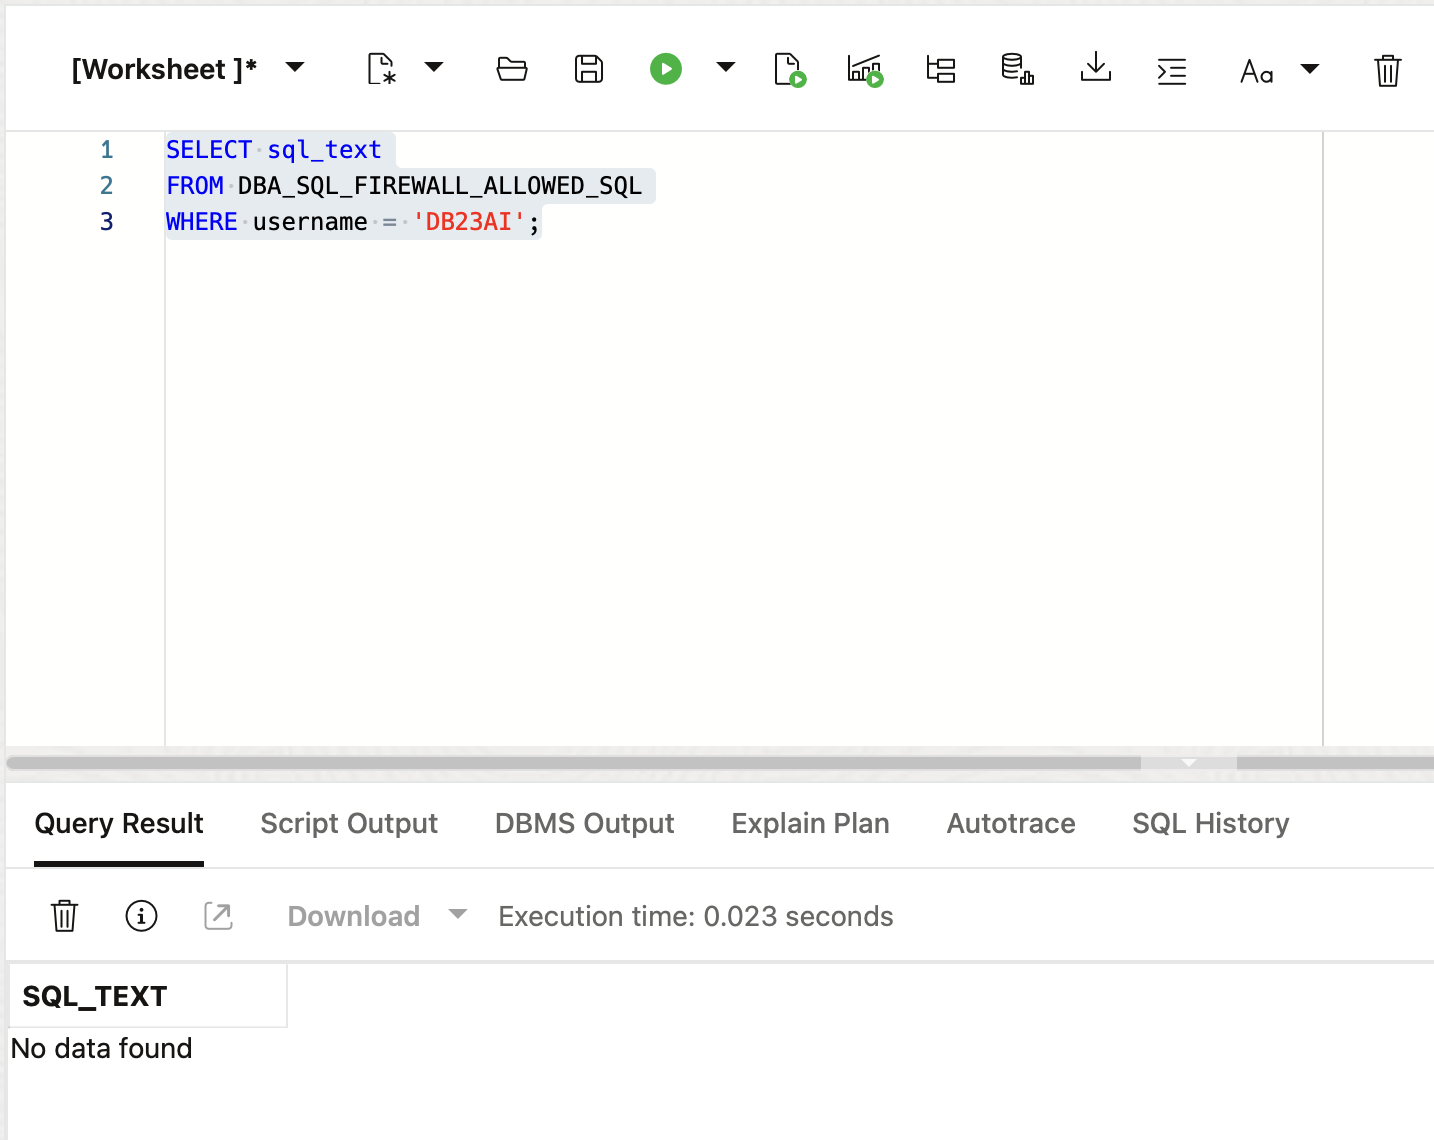 [Worksheet ]*
Aa
1 SELECT sql_text
2 FROM DBA_SQL_FIREWALL_ALLOWED_SQL
3 WHERE username = 'DB23AI';
Query Result Script Output DBMS Output Explain Plan Autotrace SQL History
Download Execution time: 0.023 seconds
SQL_TEXT
No data found